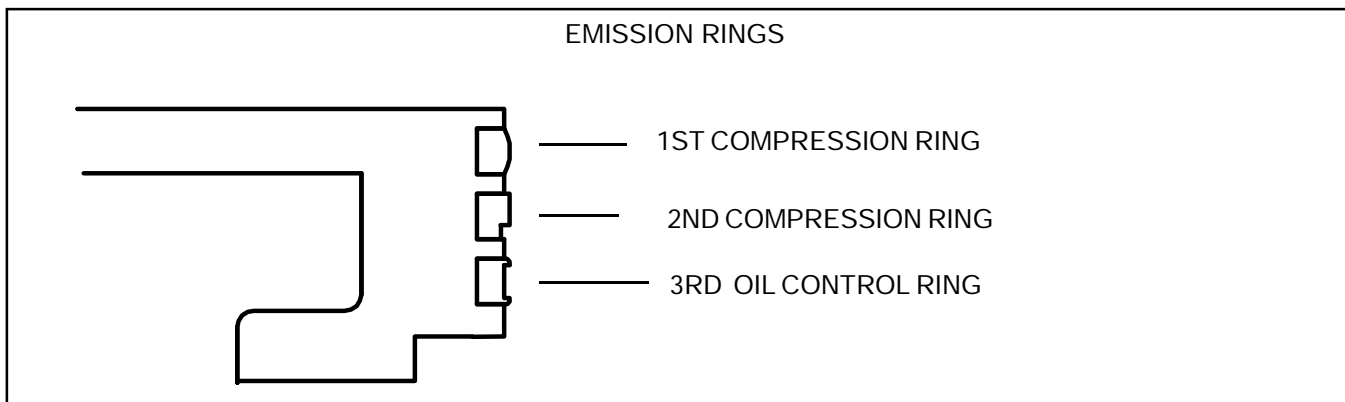 EMISSION RINGS
1ST COMPRESSION RING
2ND COMPRESSION RING
3RD OIL CONTROL RING